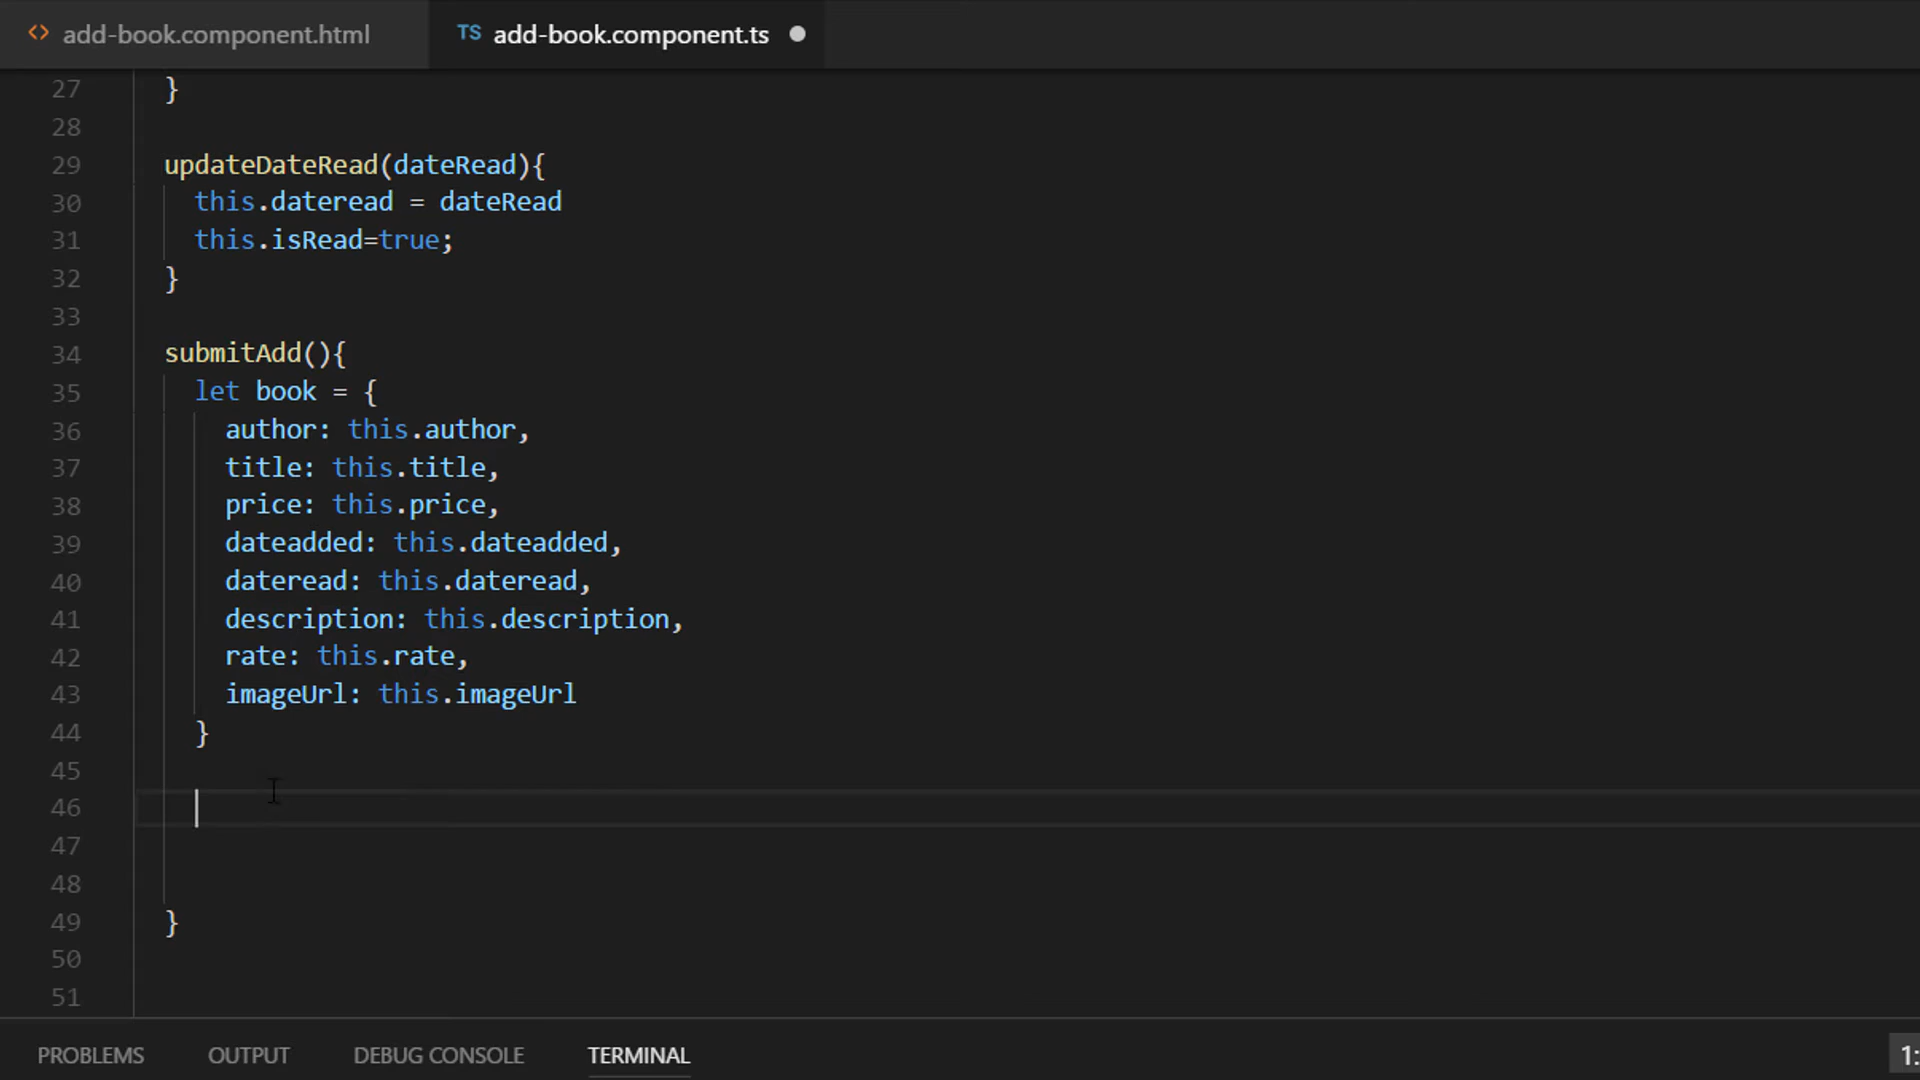 <> add-book.component.html TS add-book.component.ts
27 }
28
29 updateDateRead(dateRead){
30 this.dateread = dateRead
31 this.isRead=true;
32 }
33
34 submitAdd(){
35 let book = {
36 author: this.author,
37 title: this.title,
38 price: this.price,
39 dateadded: this.dateadded,
40 dateread: this.dateread,
41 description: this.description,
42 rate: this.rate,
43 imageUrl: this.imageUrl
44 }
45
46
47
48
49 }
50
51
PROBLEMS OUTPUT DEBUG CONSOLE TERMINAL 1: